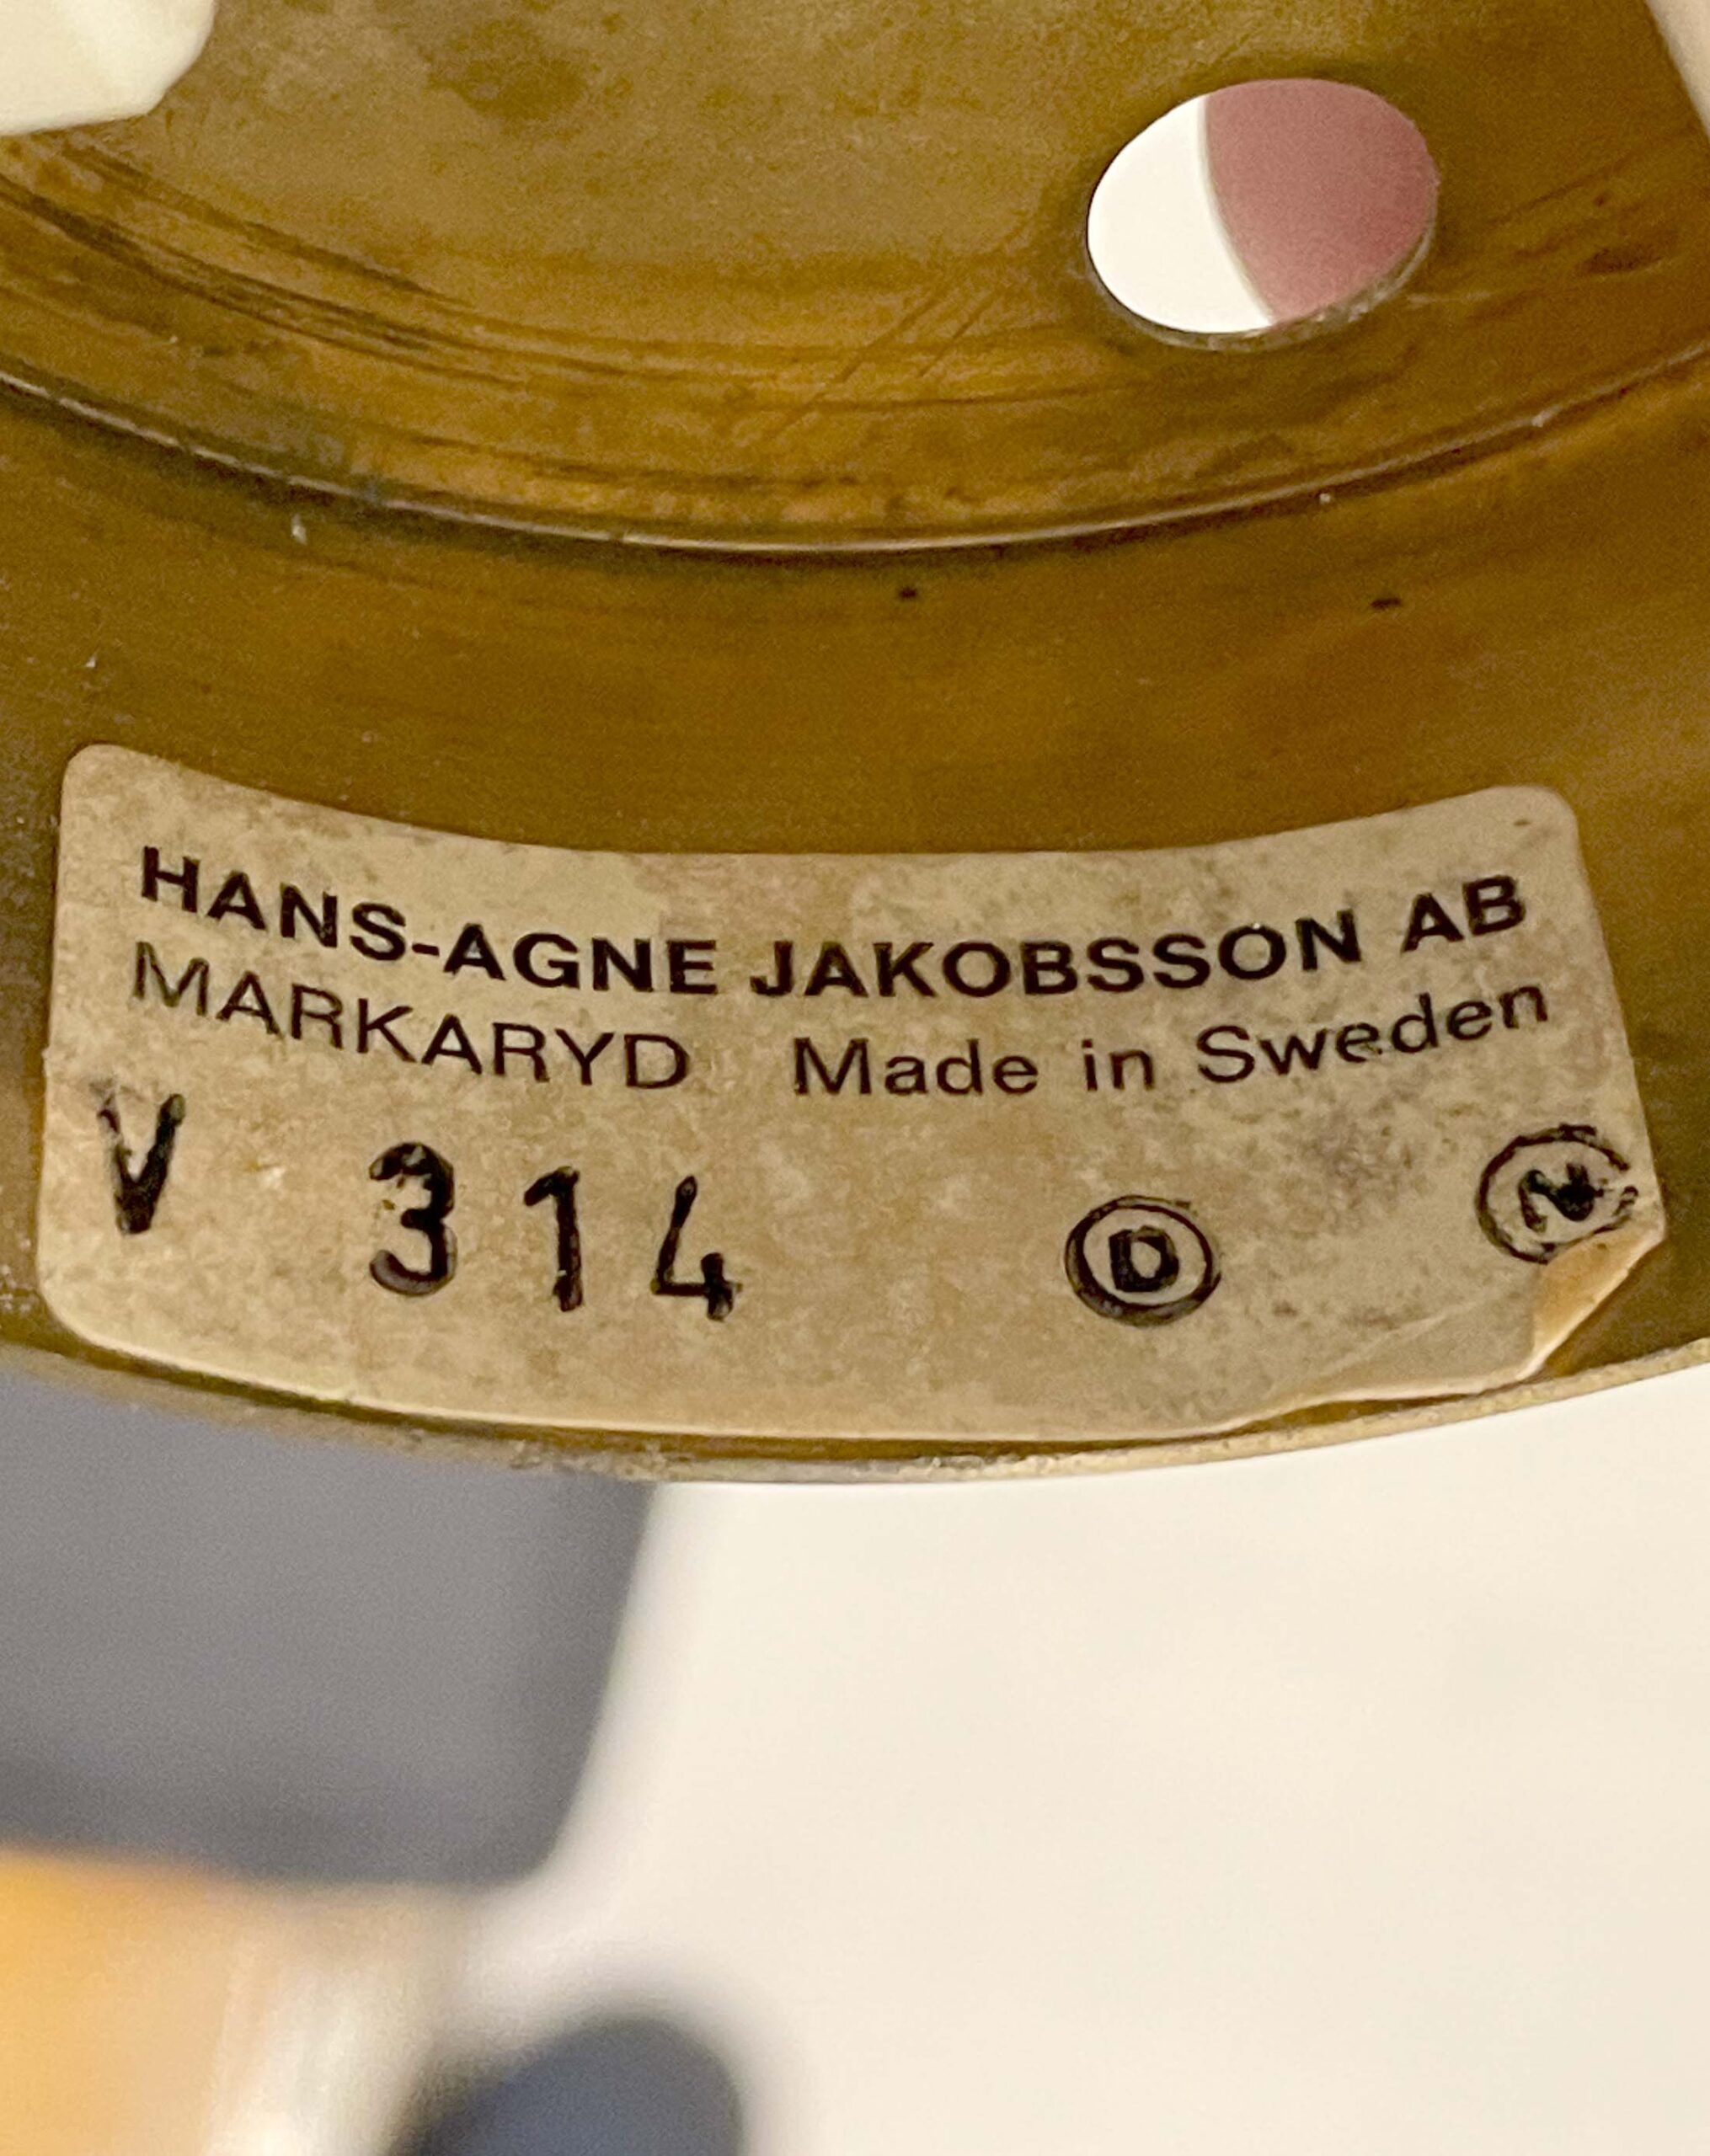 HANS-AGNE JAKOBSSON AB
MARKARYD Made in Sweden
V 314 D